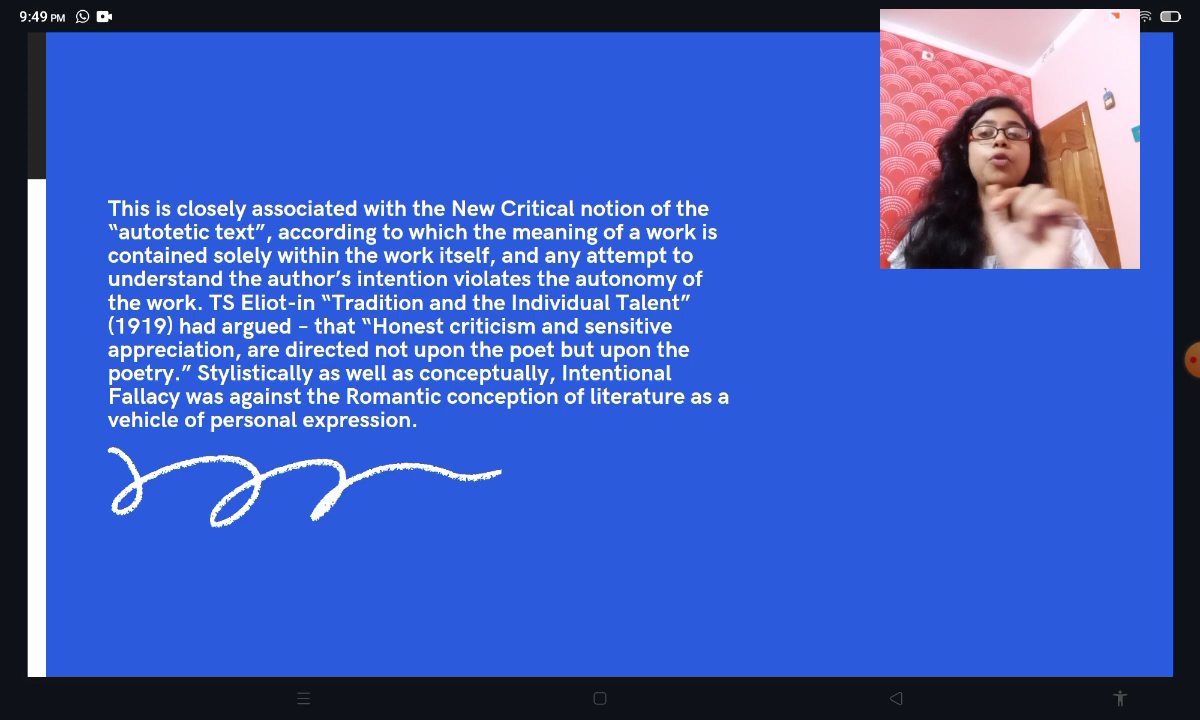 9:49 PM
This is closely associated with the New Critical notion of the
“autotetic text”, according to which the meaning of a work is
contained solely within the work itself, and any attempt to
understand the author’s intention violates the autonomy of
the work. TS Eliot-in “Tradition and the Individual Talent”
(1919) had argued – that “Honest criticism and sensitive
appreciation, are directed not upon the poet but upon the
poetry.” Stylistically as well as conceptually, Intentional
Fallacy was against the Romantic conception of literature as a
vehicle of personal expression.